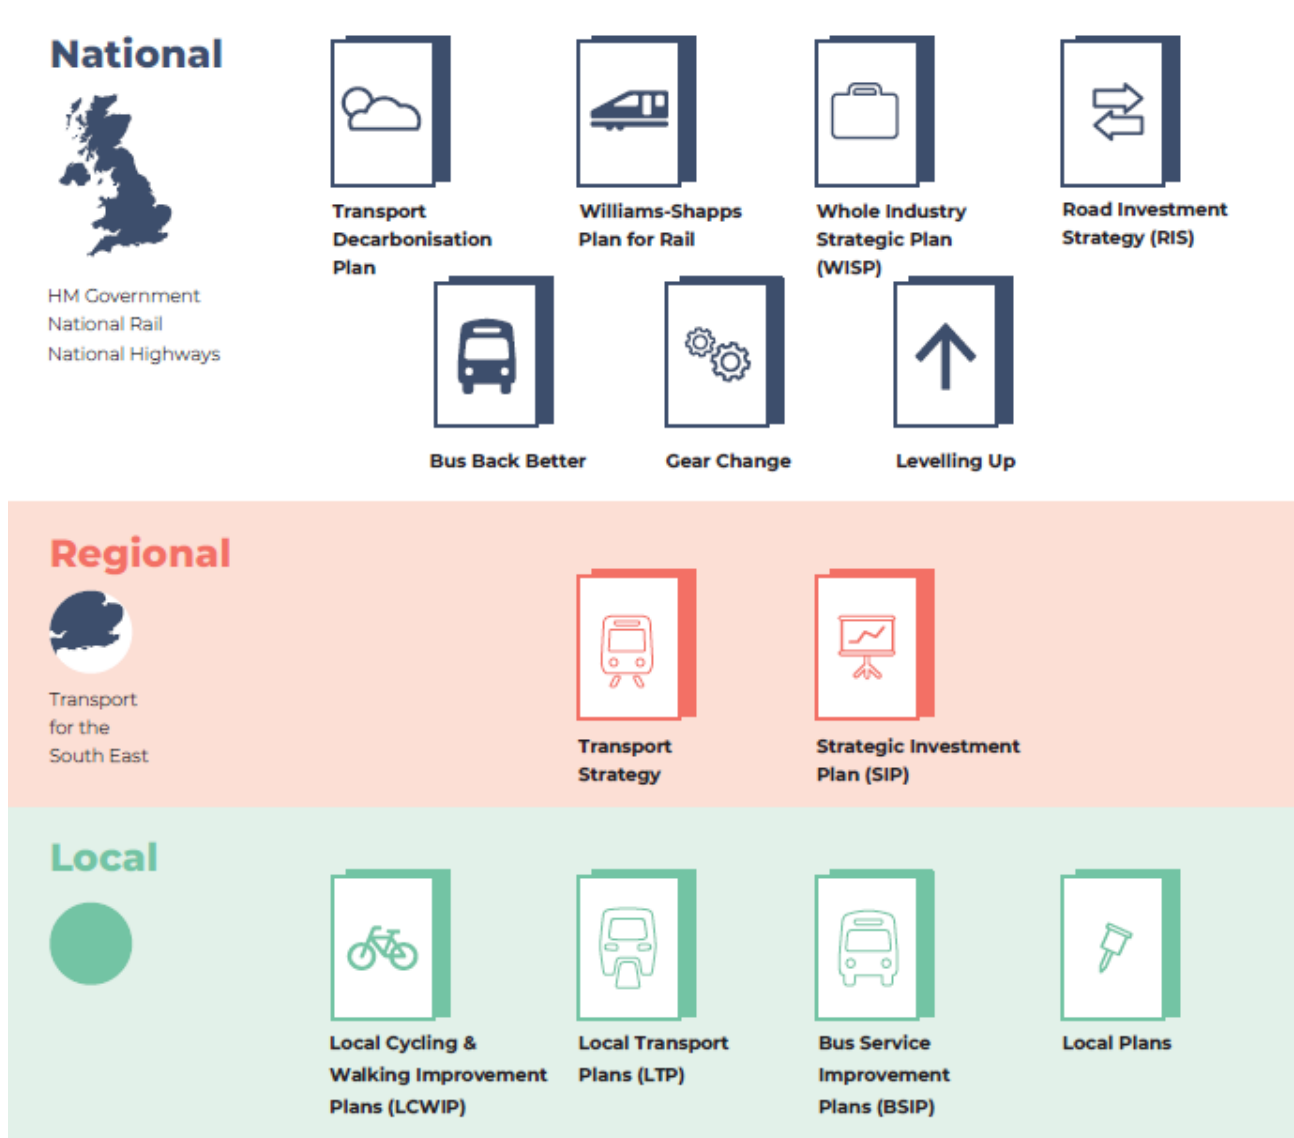 National
HM Government
National Rail
National Highways
Transport
Decarbonisation
Plan
Williams-Shapps
Plan for Rail
Whole Industry
Strategic Plan
(WISP)
Road Investment
Strategy (RIS)
Bus Back Better
Gear Change
Levelling Up
Regional
Transport
for the
South East
Transport
Strategy
Strategic Investment
Plan (SIP)
Local
Local Cycling &
Walking Improvement
Plans (LCWIP)
Local Transport
Plans (LTP)
Bus Service
Improvement
Plans (BSIP)
Local Plans